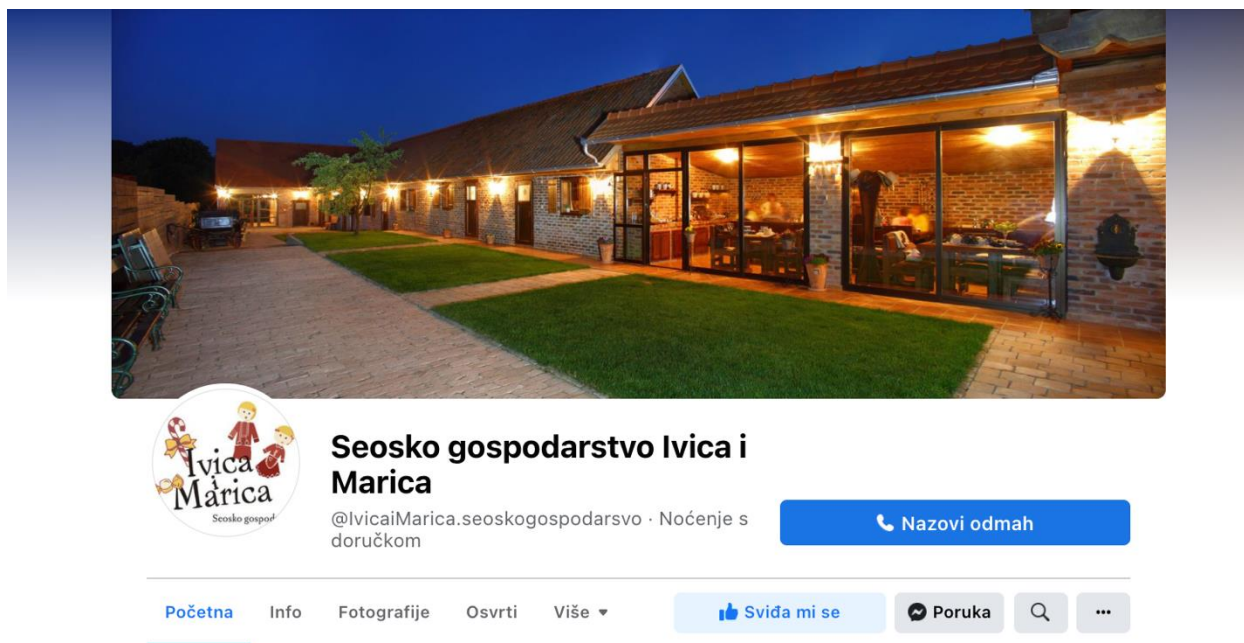 Ivica
i
Marica
Seosko gospod
Seosko gospodarstvo Ivica i
Marica
@IvicaiMarica.seoskogospodarsvo · Noćenje s
doručkom
Nazovi odmah
Početna Info Fotografije Osvrti Više
Sviđa mi se Poruka